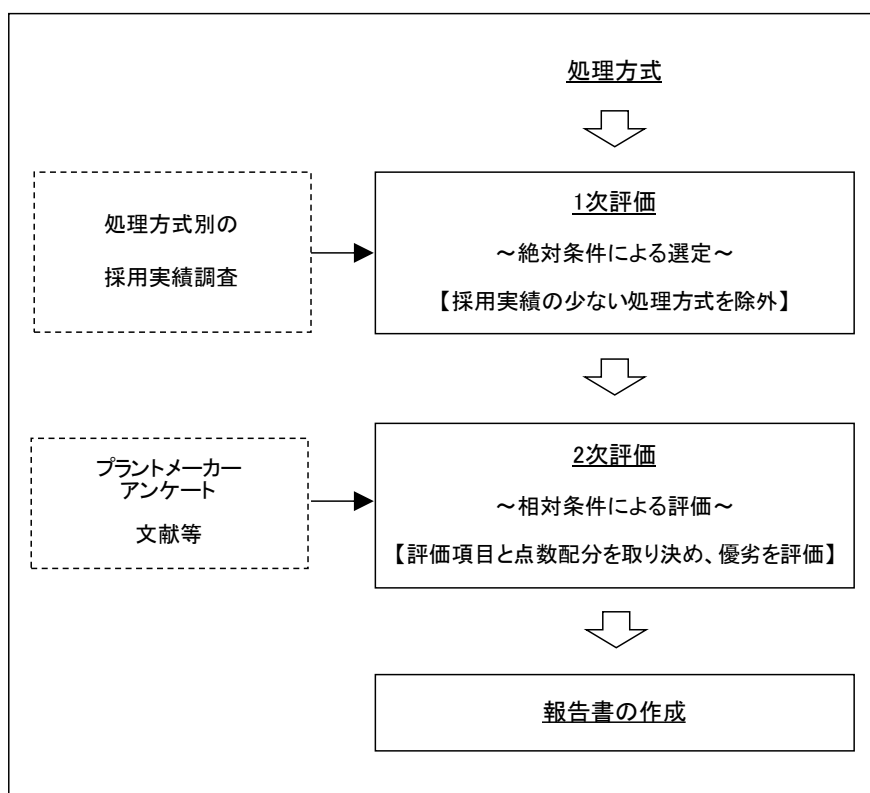 処理方式
処理方式別の
採用実績調査
1次評価
～絶対条件による選定～
【採用実績の少ない処理方式を除外】
プラントメーカー
アンケート
文献等
2次評価
～相対条件による評価～
【評価項目と点数配分を取り決め、優劣を評価】
報告書の作成